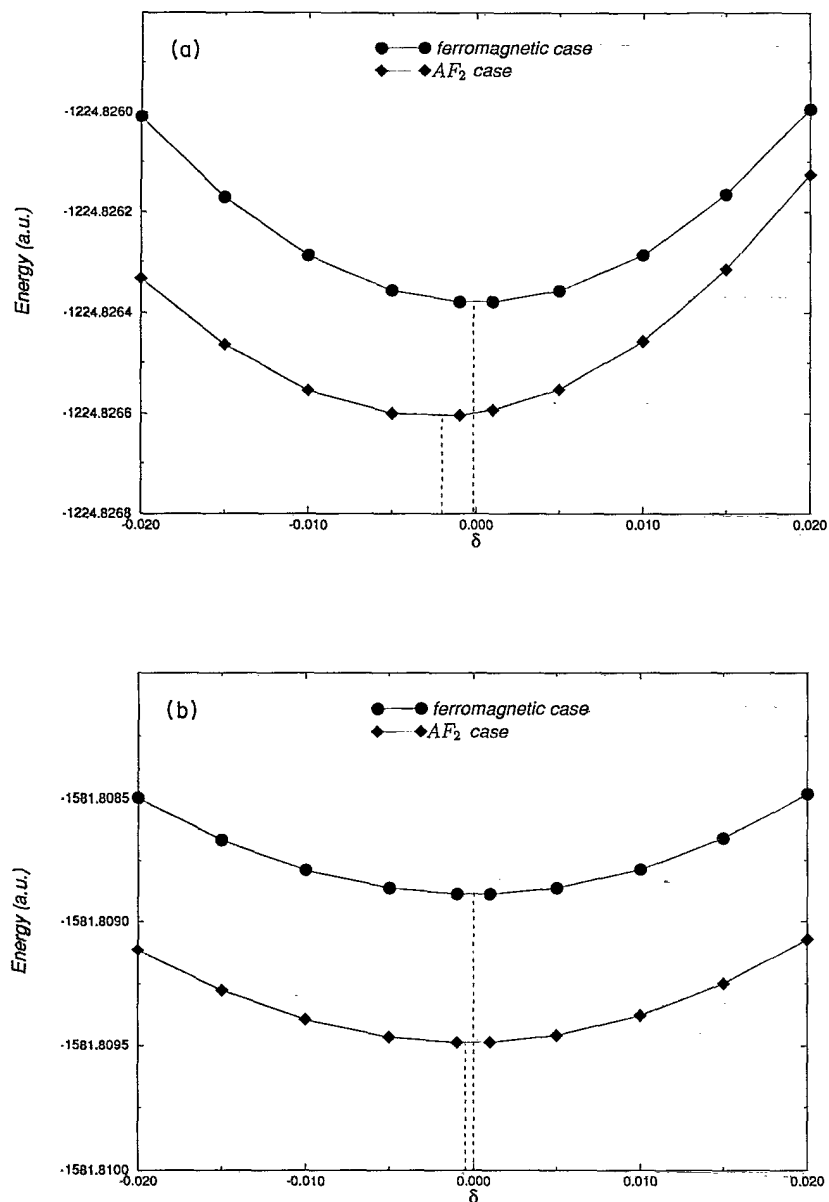 (a)
ferromagnetic case
AF₂ case
-1224.8260
-1224.8262
-1224.8264
-1224.8266
-1224.8268
Energy (a.u.)
-0.020
-0.010
0.000
0.010
0.020
δ
(b)
ferromagnetic case
AF₂ case
-1581.8085
-1581.8090
-1581.8095
-1581.8100
Energy (a.u.)
-0.020
-0.010
0.000
0.010
0.020
δ